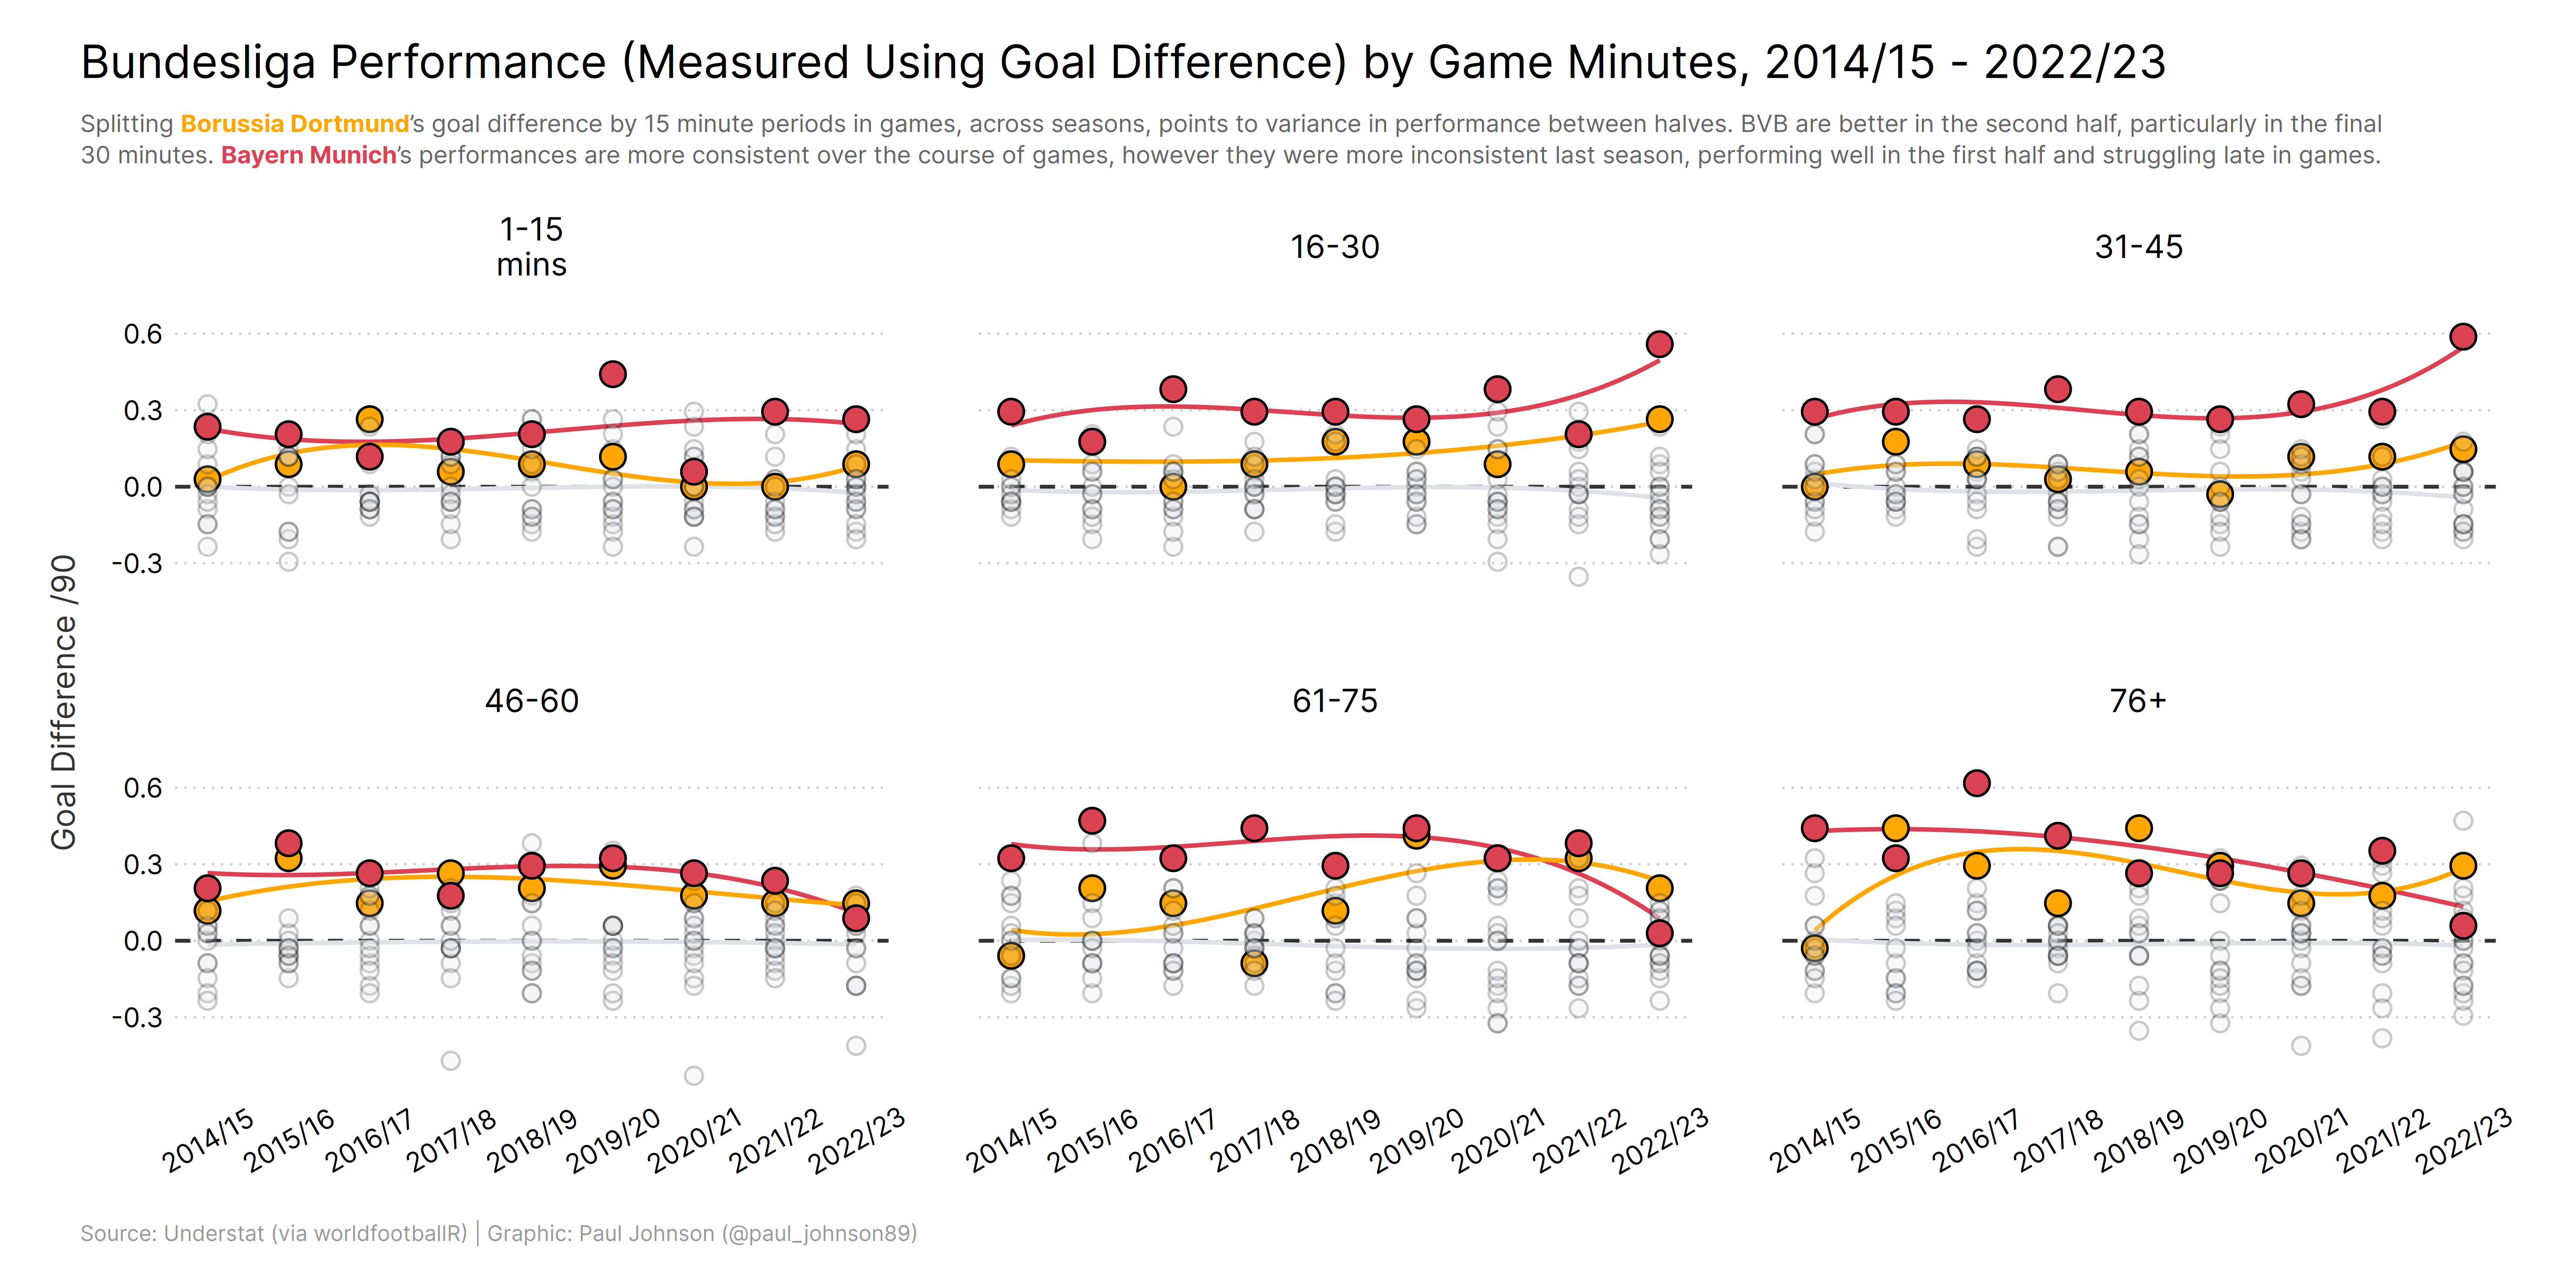 Bundesliga Performance (Measured Using Goal Difference) by Game Minutes, 2014/15 - 2022/23
Splitting Borussia Dortmund's goal difference by 15 minute periods in games, across seasons, points to variance in performance between halves. BVB are better in the second half, particularly in the final
30 minutes. Bayern Munich's performances are more consistent over the course of games, however they were more inconsistent last season, performing well in the first half and struggling late in games.
1-15
mins
16-30
31-45
0.6
0.3
0.0
-0.3
Goal Difference /90
46-60
61-75
76+
0.6
0.3
0.0
-0.3
2014/15 2015/16 2016/17 2017/18 2018/19 2019/20 2020/21 2021/22 2022/23
2014/15 2015/16 2016/17 2017/18 2018/19 2019/20 2020/21 2021/22 2022/23
2014/15 2015/16 2016/17 2017/18 2018/19 2019/20 2020/21 2021/22 2022/23
Source: Understat (via worldfootballR) | Graphic: Paul Johnson (@paul_johnson89)